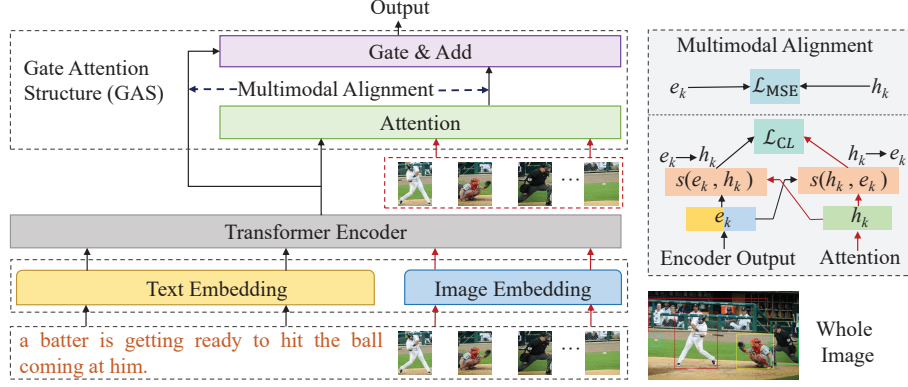 Output
Gate & Add
Gate Attention
Structure (GAS)
Multimodal Alignment
Attention
...
Transformer Encoder
Text Embedding
Image Embedding
a batter is getting ready to hit the ball
coming at him.
...
Multimodal Alignment
e_k
ℒ_MSE
h_k
ℒ_CL
e_k→h_k
h_k→e_k
s(e_k, h_k)
s(h_k, e_k)
e_k
h_k
Encoder Output
Attention
Whole
Image